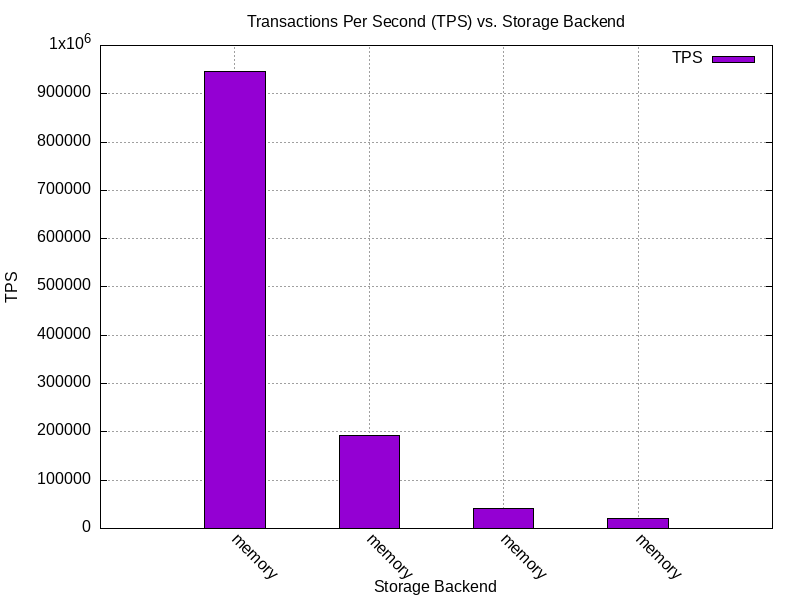 Transactions Per Second (TPS) vs. Storage Backend
TPS
1x10⁶
900000
800000
700000
600000
500000
400000
300000
200000
100000
0
TPS
memory
memory
memory
memory
Storage Backend